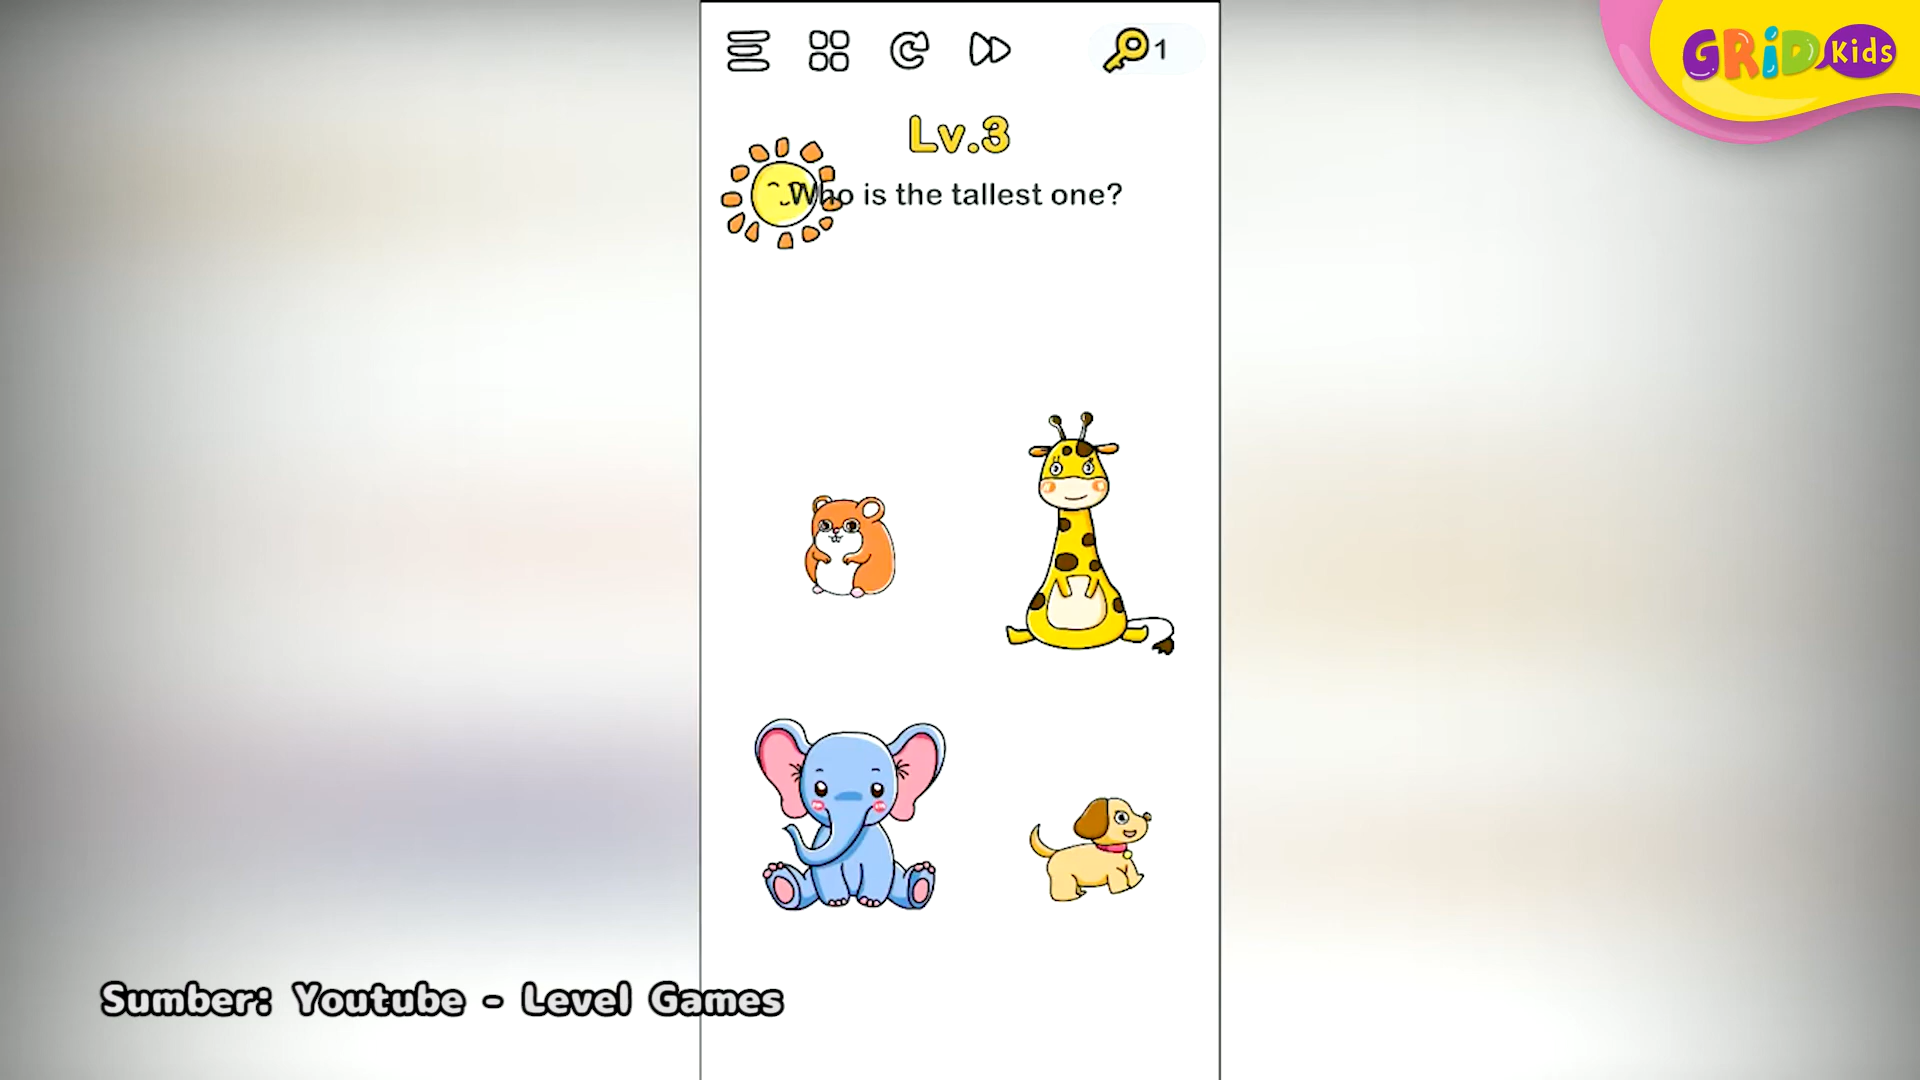 GRiD Kids
1
Lv.3
Who is the tallest one?
Sumber: Youtube - Level Games